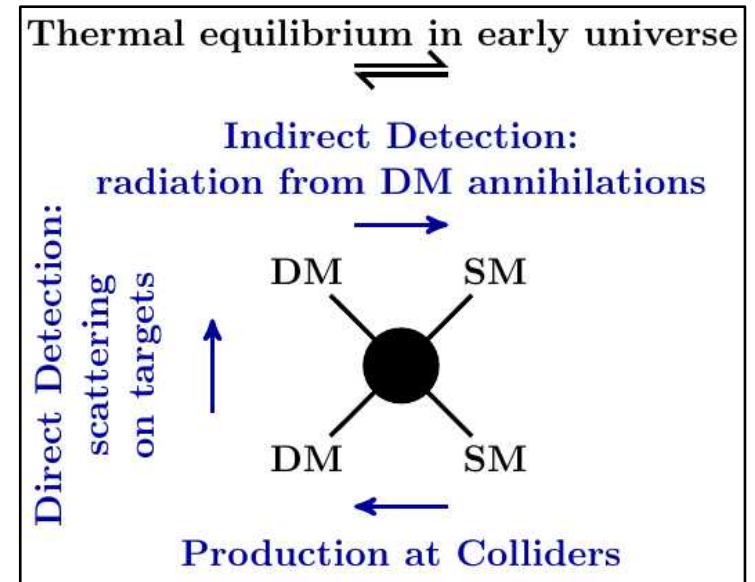 Thermal equilibrium in early universe
Indirect Detection:
radiation from DM annihilations
Direct Detection:
scattering
on targets
DM
SM
DM
SM
Production at Colliders